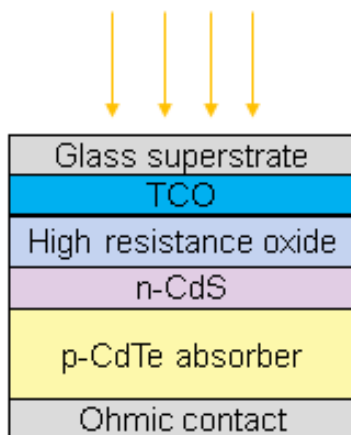 Glass superstrate
TCO
High resistance oxide
n-CdS
p-CdTe absorber
Ohmic contact